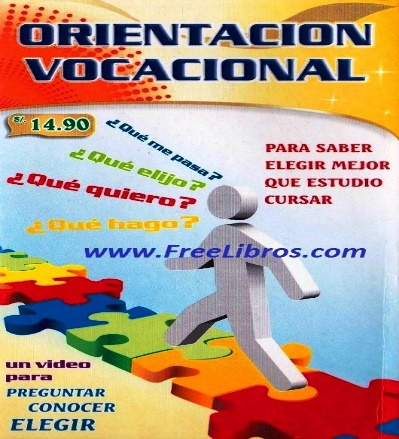 ORIENTACION
VOCACIONAL
S/. 14.90
¿Qué me pasa?
¿Qué elijo?
¿Qué quiero?
¿Qué hago?
PARA SABER
ELEGIR MEJOR
QUE ESTUDIO
CURSAR
www.FreeLibros.com
un video
para
PREGUNTAR
CONOCER
ELEGIR